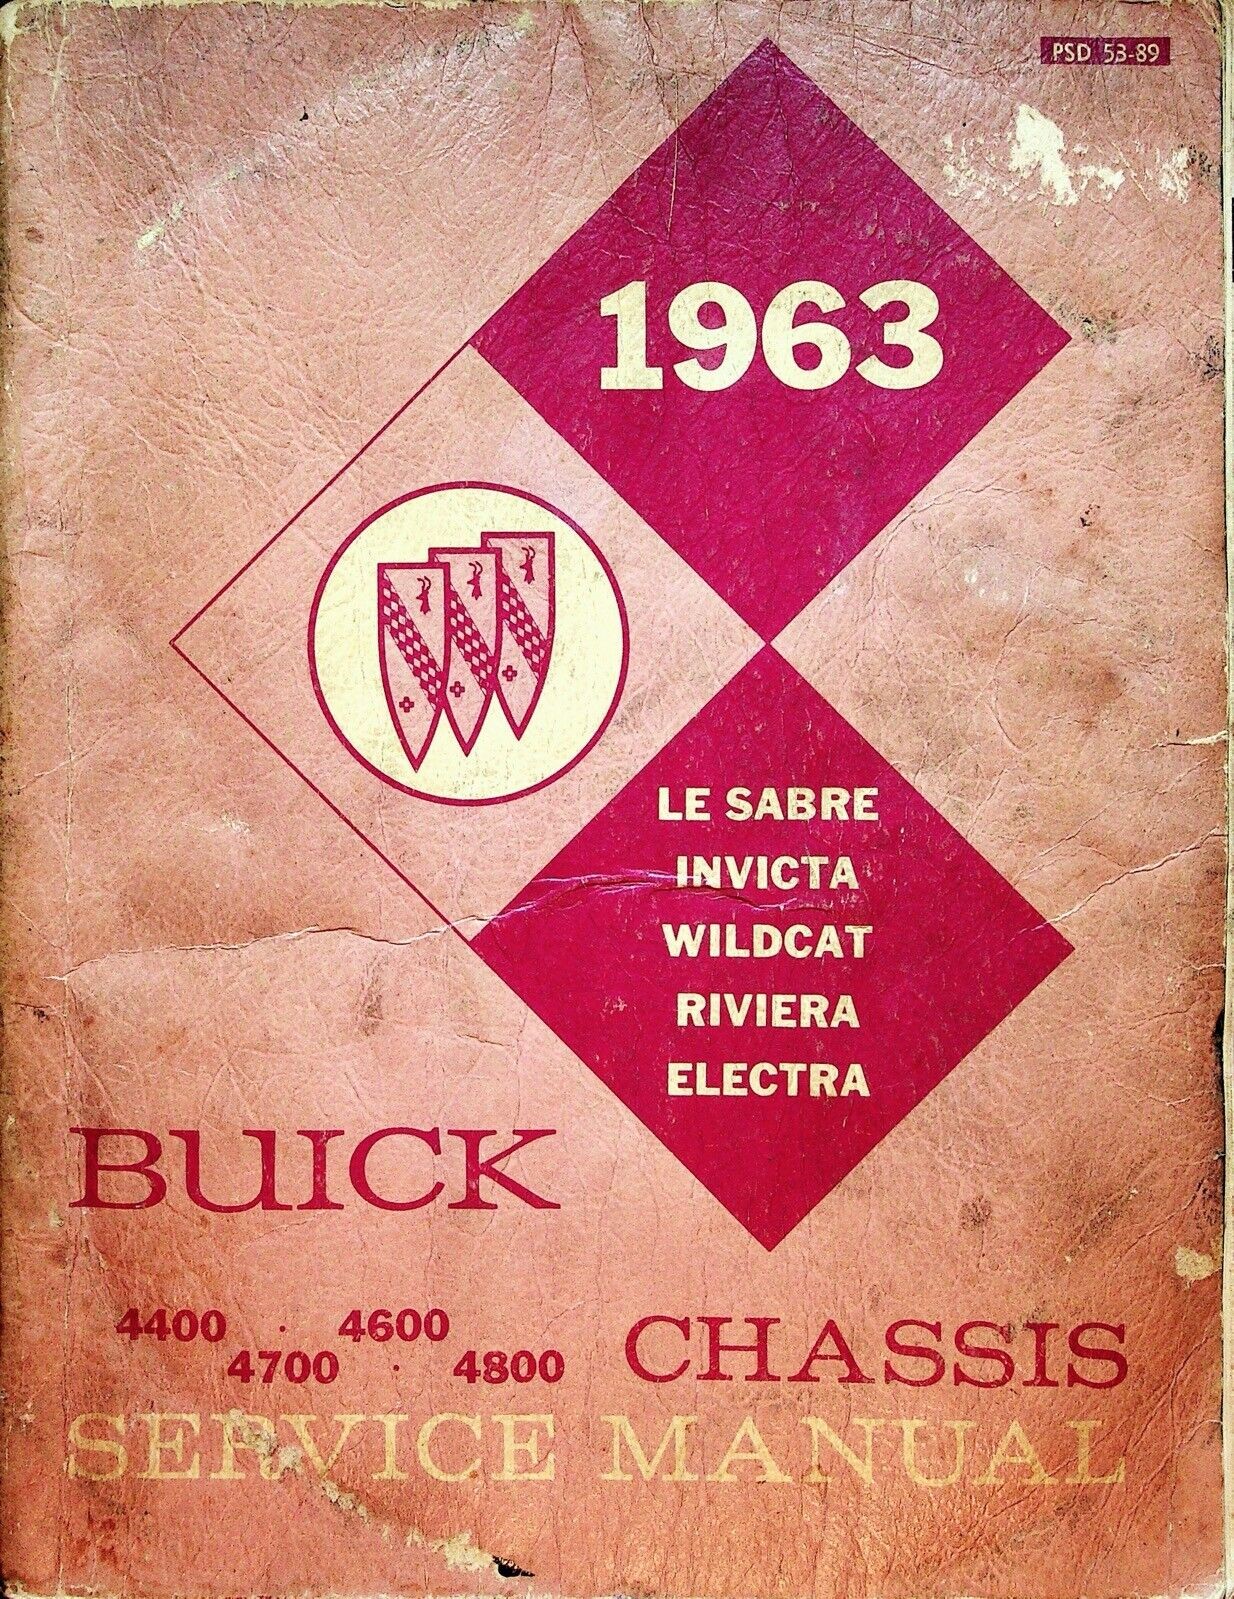 PSD 53-89
1963
LE SABRE
INVICTA
WILDCAT
RIVIERA
ELECTRA
BUICK
4400 · 4600
4700 · 4800
CHASSIS
SERVICE MANUAL